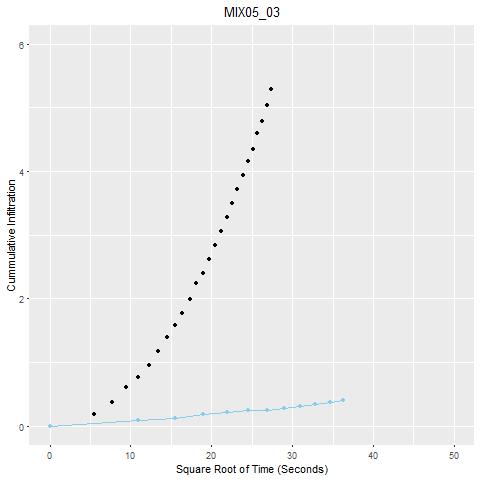 MIX05_03
6
4
2
0
Cummulative Infiltration
0 10 20 30 40 50
Square Root of Time (Seconds)